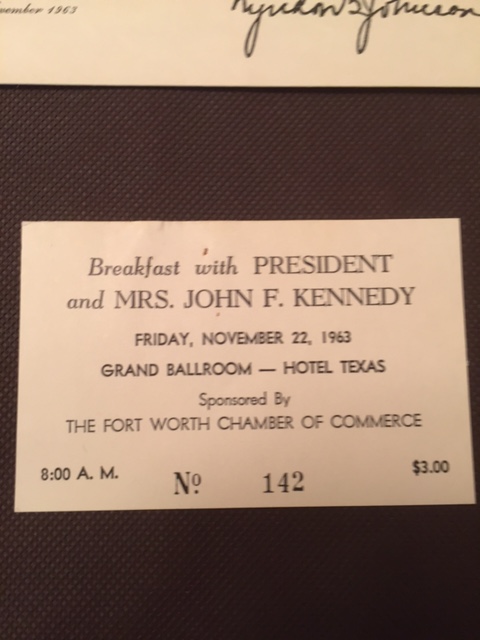 1963
Lyndon B Johnson
Breakfast with PRESIDENT
and MRS. JOHN F. KENNEDY
FRIDAY, NOVEMBER 22, 1963
GRAND BALLROOM — HOTEL TEXAS
Sponsored By
THE FORT WORTH CHAMBER OF COMMERCE
8:00 A. M. Nº 142 $3.00